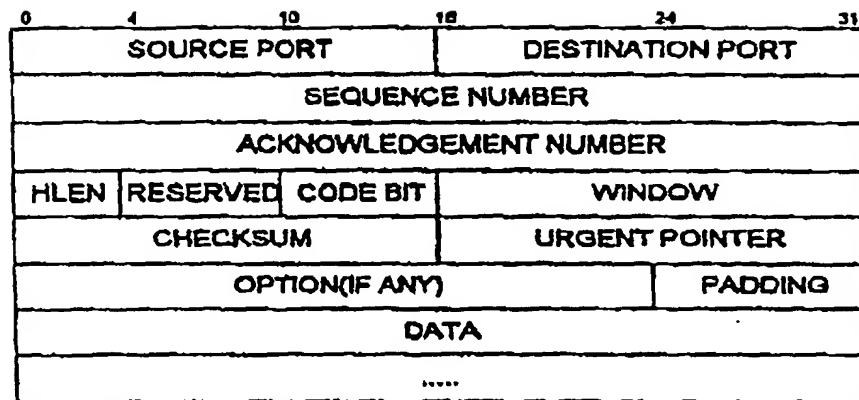 0 4 10 16 24 31
SOURCE PORT DESTINATION PORT
SEQUENCE NUMBER
ACKNOWLEDGEMENT NUMBER
HLEN RESERVED CODE BIT WINDOW
CHECKSUM URGENT POINTER
OPTION(IF ANY) PADDING
DATA
.....